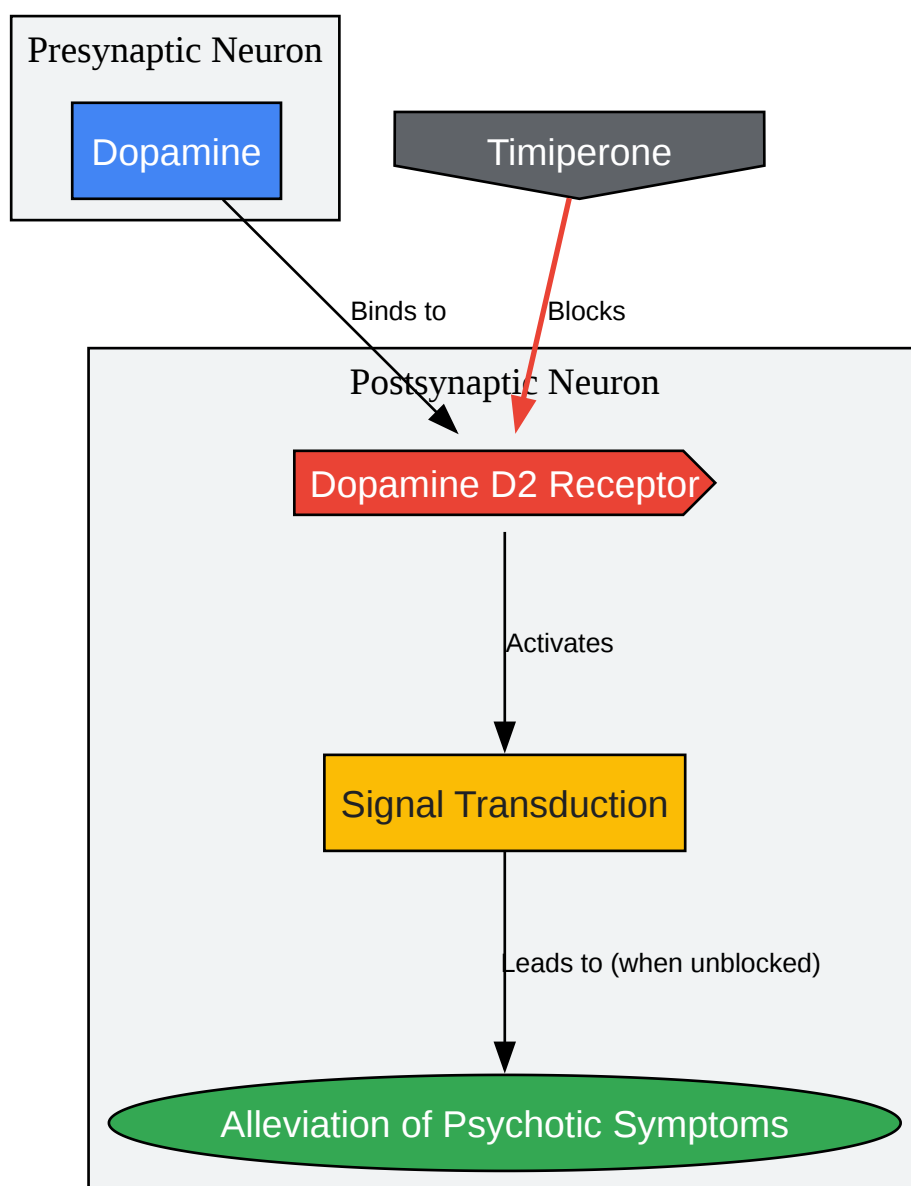 Presynaptic Neuron
Dopamine
Timiperone
Binds to
Blocks
Postsynaptic Neuron
Dopamine D2 Receptor
Activates
Signal Transduction
Leads to (when unblocked)
Alleviation of Psychotic Symptoms